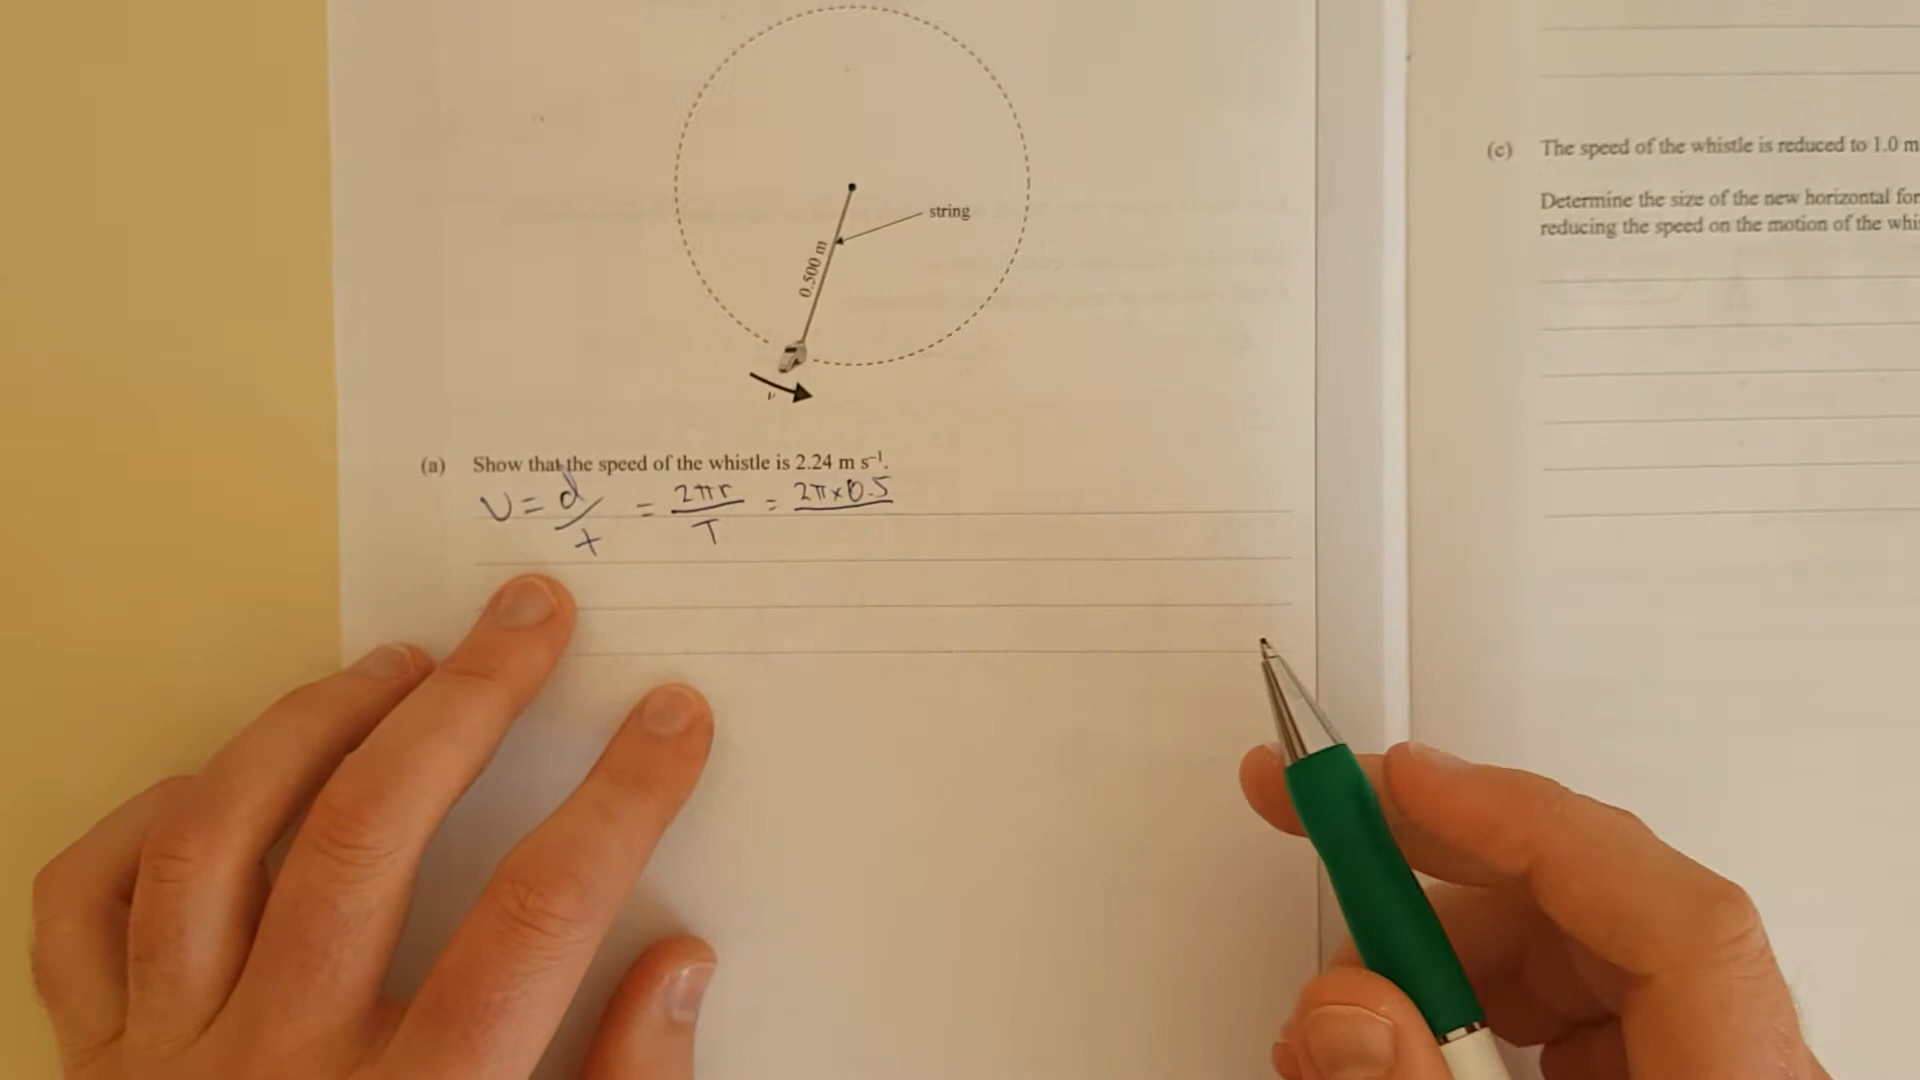 string
0.500 m
v
(a) Show that the speed of the whistle is 2.24 m s⁻¹.
V = d/t = 2πr/T = 2π×0.5
(c) The speed of the whistle is reduced to 1.0 m
Determine the size of the new horizontal for
reducing the speed on the motion of the whi